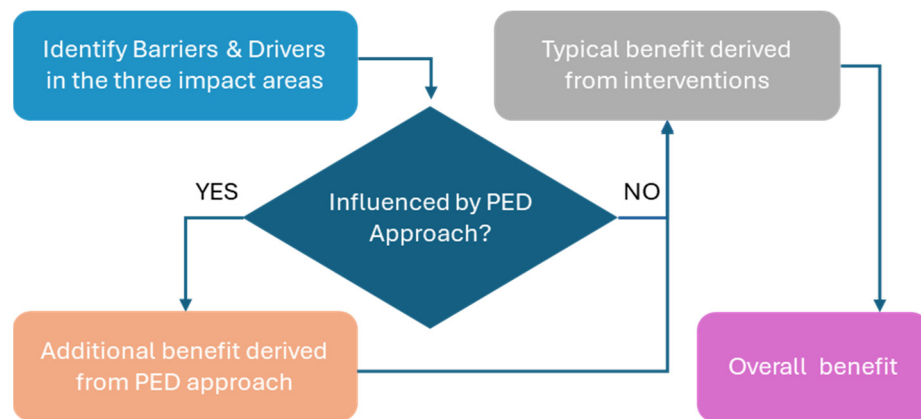 Identify Barriers & Drivers
in the three impact areas
Typical benefit derived
from interventions
YES
Influenced by PED
Approach?
NO
Additional benefit derived
from PED approach
Overall benefit